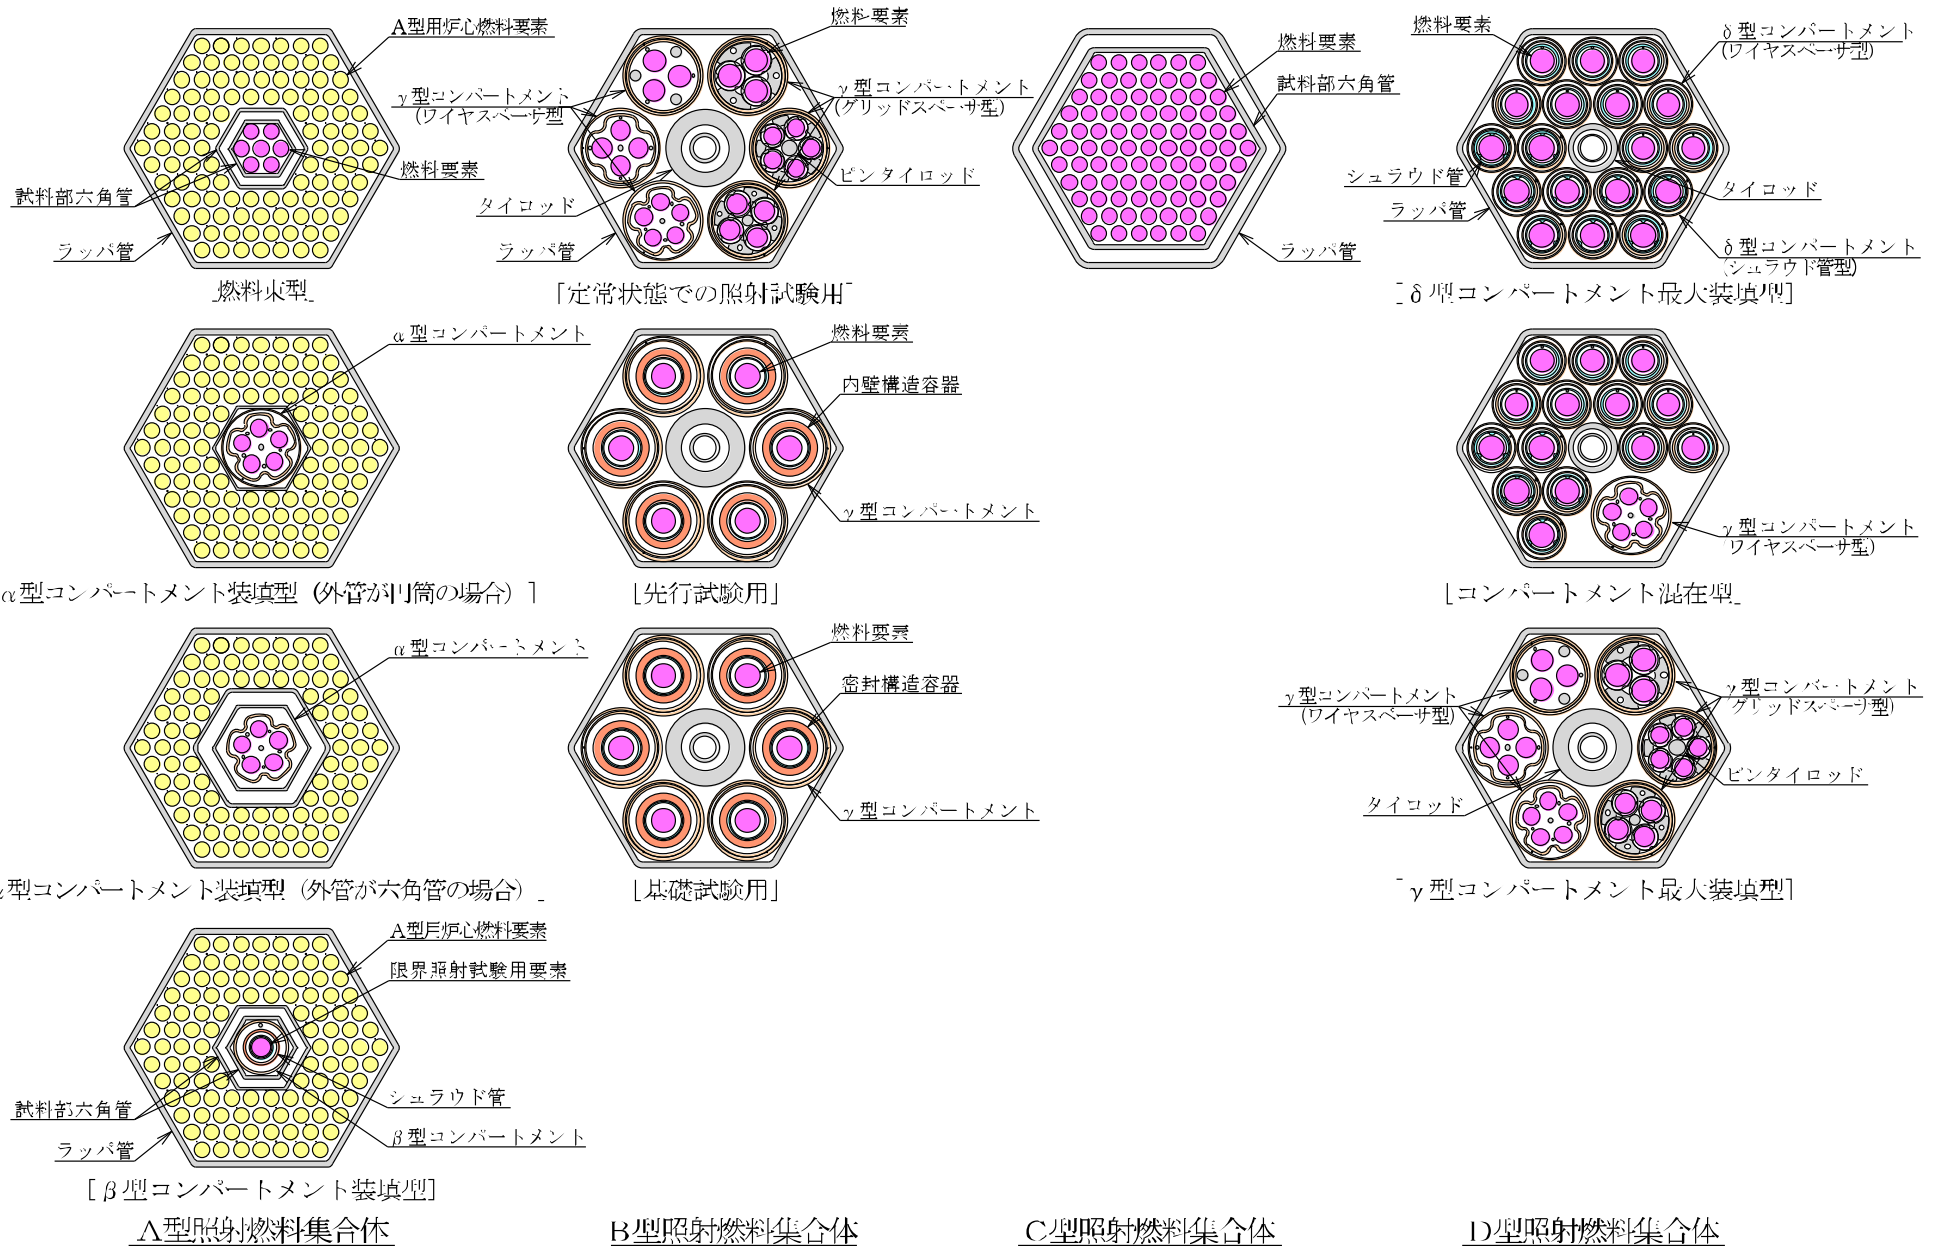 A型用炉心燃料要素
燃料要素
試料部六角管
ラッパ管
[燃料束型]
α型コンパートメント
α型コンパートメント装填型（外管が円筒の場合）]
α型コンパートメント
α型コンパートメント装填型（外管が六角管の場合）]
A型用炉心燃料要素
限界照射試験用要素
シュラウド管
β型コンパートメント
試料部六角管
ラッパ管
[β型コンパートメント装填型]
A型照射燃料集合体
燃料要素
γ型コンパートメント
(ワイヤスペーサ型
γ型コンパートメント
(グリッドスペーサ型)
ピンタイロッド
タイロッド
ラッパ管
[定常状態での照射試験用]
燃料要素
内壁構造容器
γ型コンパートメント
[先行試験用]
燃料要素
密封構造容器
γ型コンパートメント
[基礎試験用]
B型照射燃料集合体
燃料要素
試料部六角管
ラッパ管
C型照射燃料集合体
燃料要素
δ型コンパートメント
(ワイヤスペーサ型)
シュラウド管
ラッパ管
タイロッド
δ型コンパートメント
(シュラウド管型)
[δ型コンパートメント最大装填型]
γ型コンパートメント
(ワイヤスペーサ型)
[コンパートメント混在型]
γ型コンパートメント
(ワイヤスペーサ型)
γ型コンパートメント
(グリッドスペーサ型)
ピンタイロッド
タイロッド
[γ型コンパートメント最大装填型]
D型照射燃料集合体